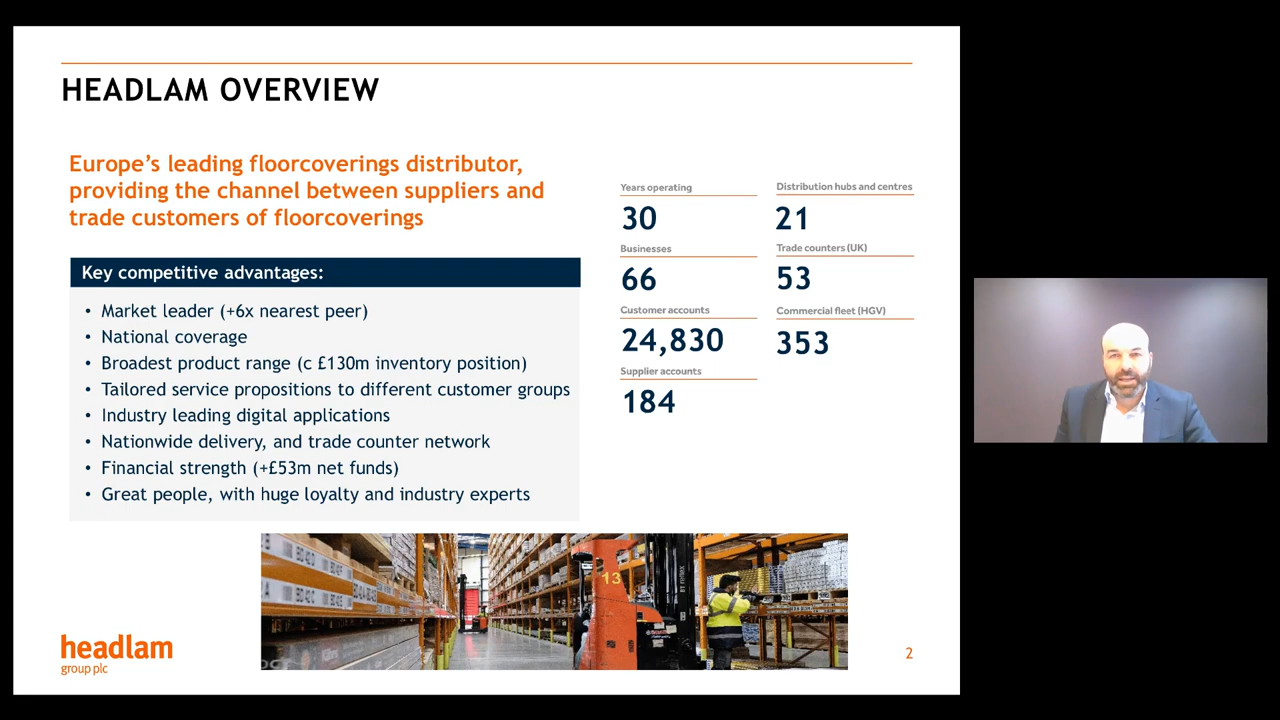 HEADLAM OVERVIEW
Europe's leading floorcoverings distributor,
providing the channel between suppliers and
trade customers of floorcoverings
Key competitive advantages:
• Market leader (+6x nearest peer)
• National coverage
• Broadest product range (c £130m inventory position)
• Tailored service propositions to different customer groups
• Industry leading digital applications
• Nationwide delivery, and trade counter network
• Financial strength (+£53m net funds)
• Great people, with huge loyalty and industry experts
Years operating
30
Distribution hubs and centres
21
Businesses
66
Trade counters (UK)
53
Customer accounts
24,830
Commercial fleet (HGV)
353
Supplier accounts
184
13
headlam
group plc
2